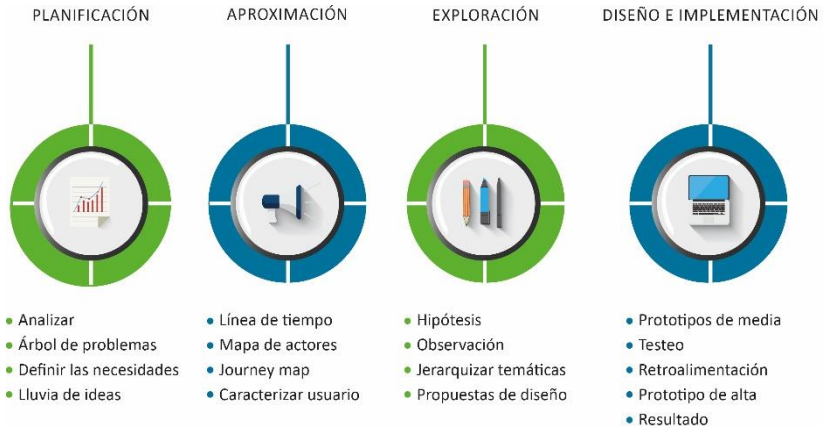 PLANIFICACIÓN
APROXIMACIÓN
EXPLORACIÓN
DISEÑO E IMPLEMENTACIÓN
• Analizar
• Árbol de problemas
• Definir las necesidades
• Lluvia de ideas
• Línea de tiempo
• Mapa de actores
• Journey map
• Caracterizar usuario
• Hipótesis
• Observación
• Jerarquizar temáticas
• Propuestas de diseño
• Prototipos de media
• Testeo
• Retroalimentación
• Prototipo de alta
• Resultado